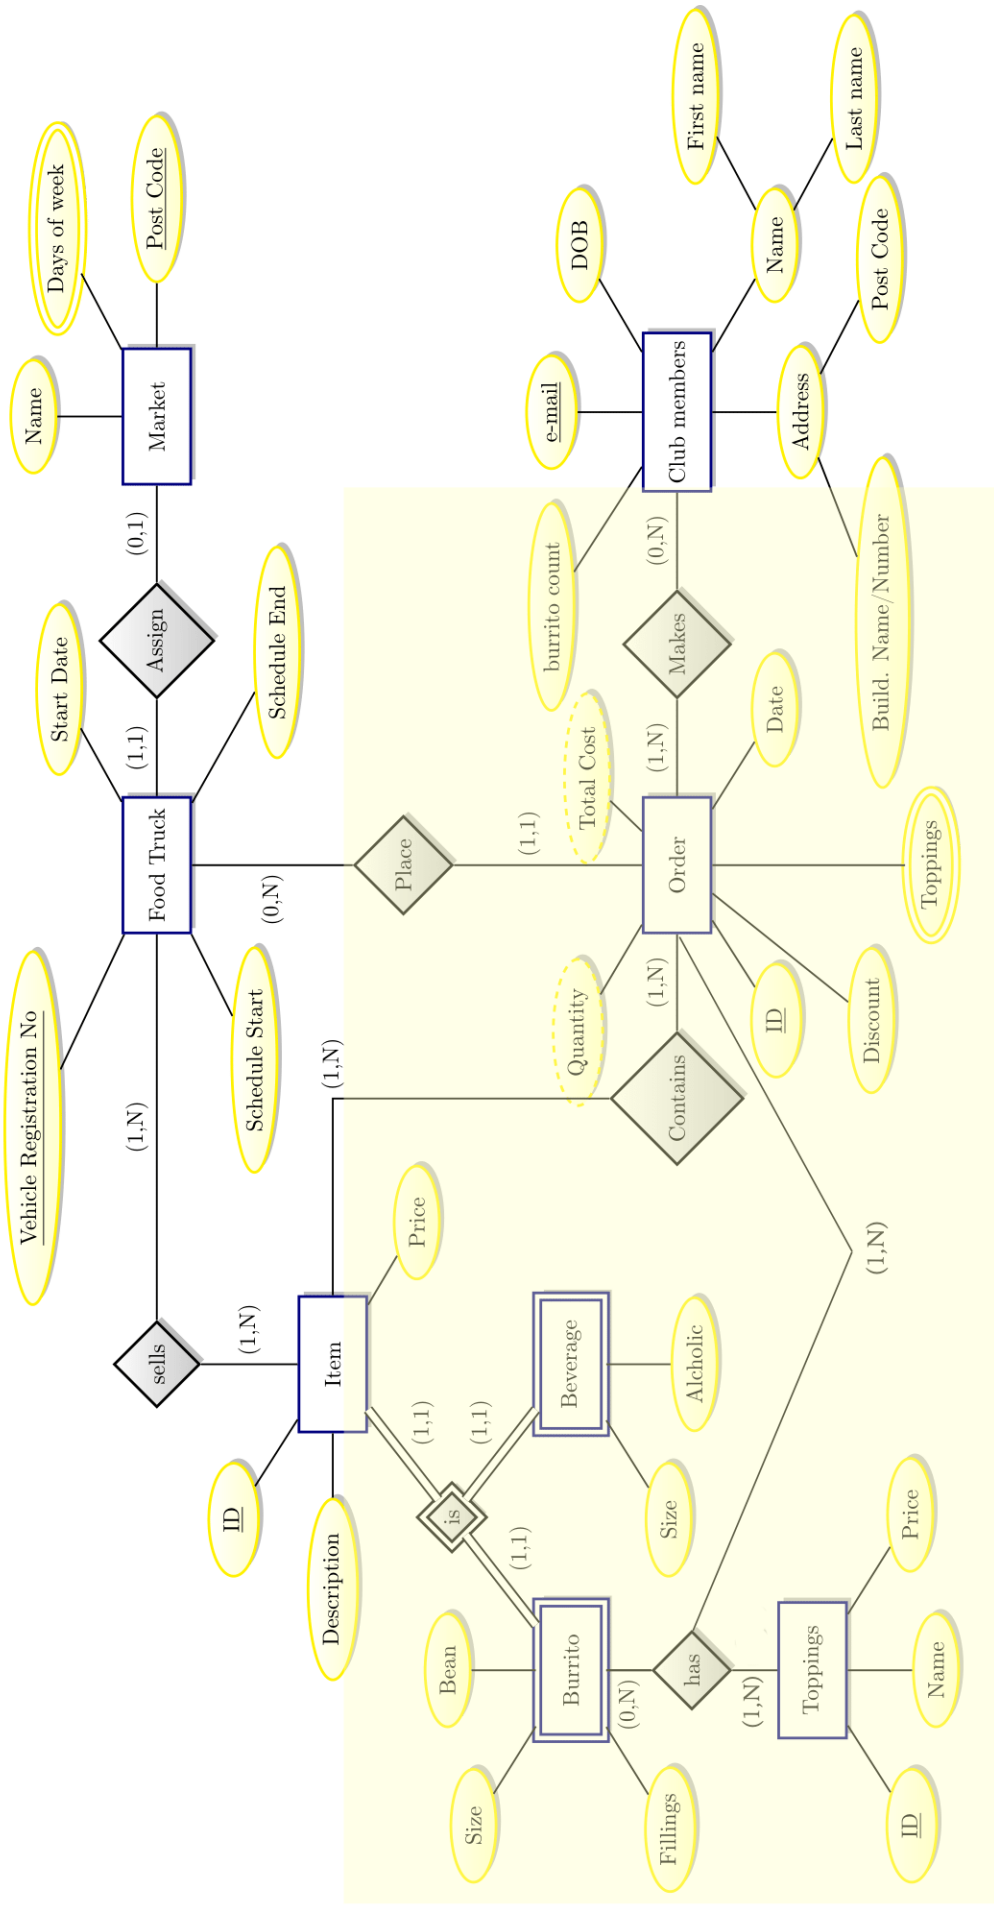 Vehicle Registration No
Start Date
Name
Days of week
sells
(1,N)
Food Truck
(1,1)
Assign
(0,1)
Market
Post Code
ID
(1,N)
Schedule Start
(0,N)
Schedule End
Description
Item
(1,N)
Size
Bean
Price
Place
(1,1)
is
(1,1)
(1,1)
(1,1)
burrito count
e-mail
DOB
Burrito
Beverage
Quantity
Total Cost
(0,N)
Fillings
Size
Alcholic
Contains
(1,N)
Order
(1,N)
Makes
(0,N)
Club members
First name
has
(1,N)
Toppings
ID
Date
Address
Name
Last name
(1,N)
Discount
Build. Name/Number
Post Code
ID
Name
Price
Toppings